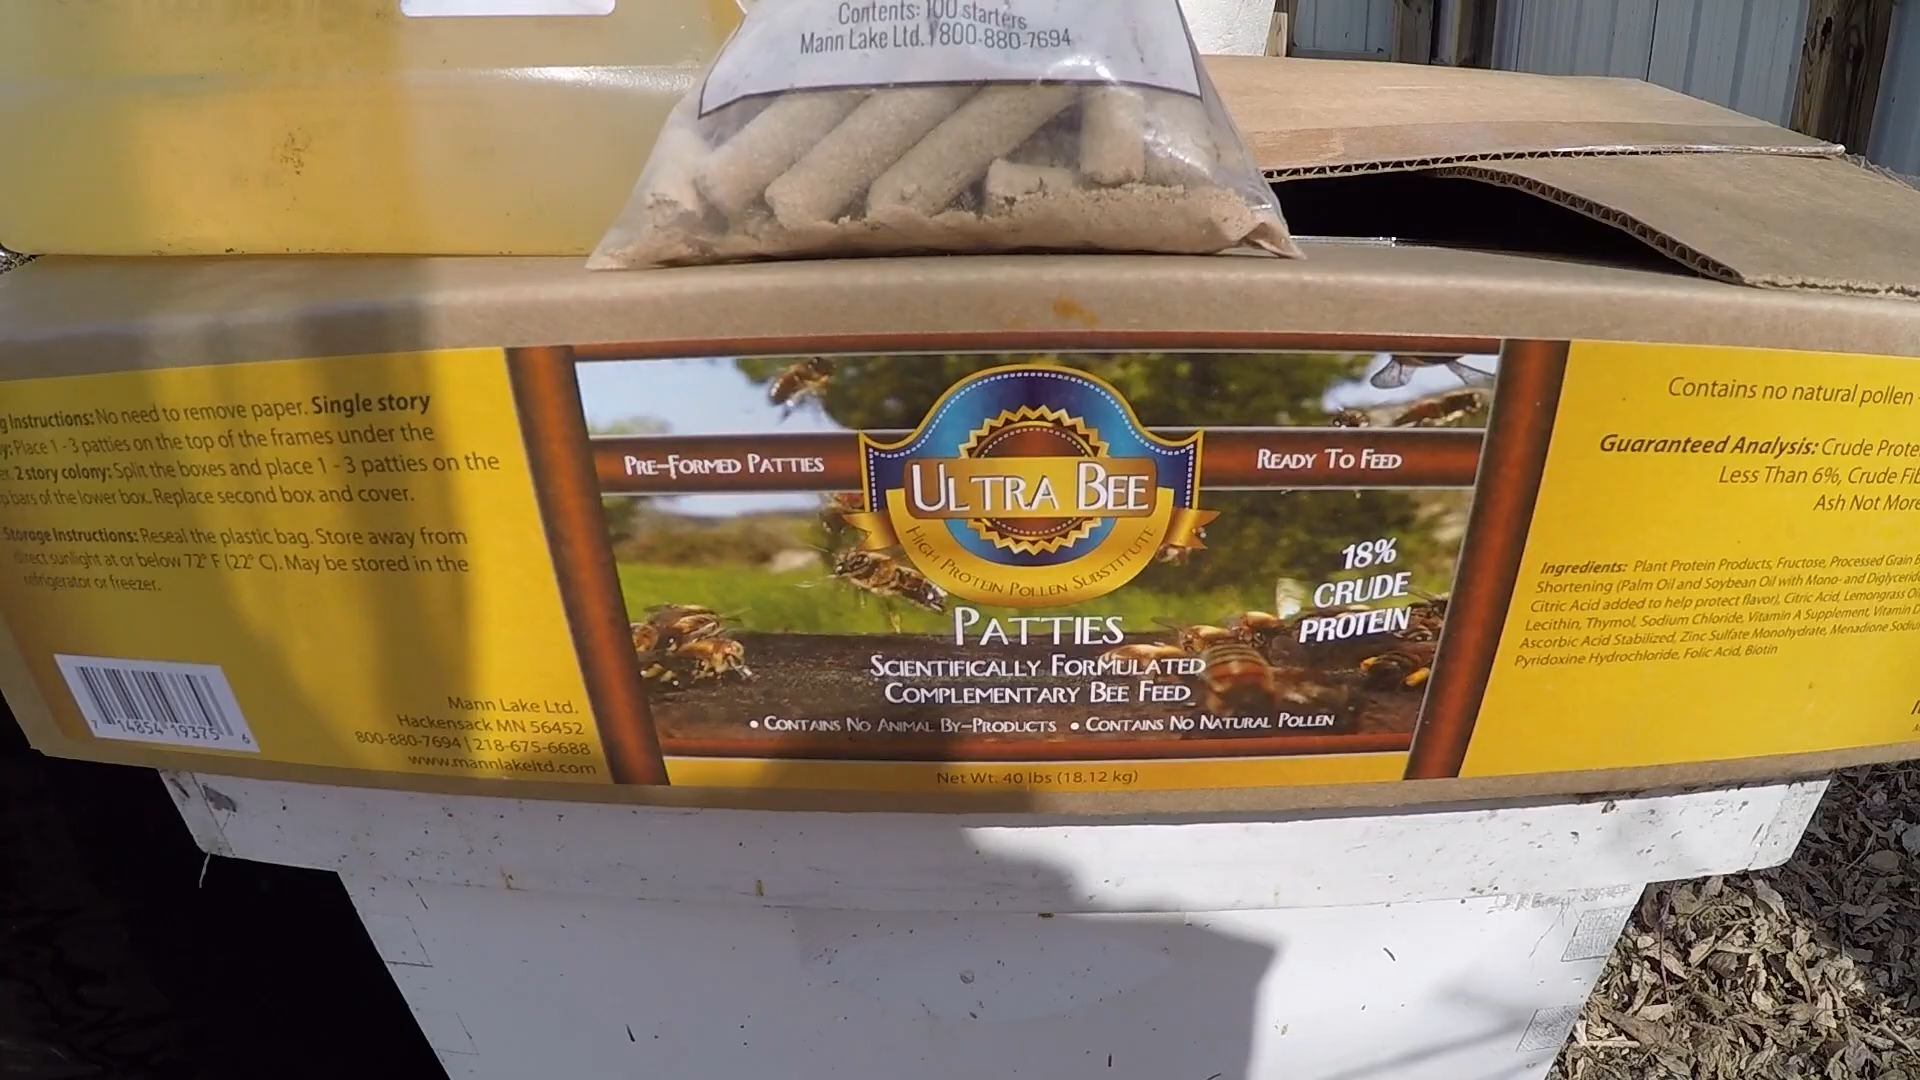 Contents: 100 starters
Mann Lake Ltd. 1800-880-7694
Instructions: No need to remove paper. Single story
Place 1 - 3 patties on the top of the frames under the
2 story colony: Split the boxes and place 1 - 3 patties on the
bars of the lower box. Replace second box and cover.
Storage Instructions: Reseal the plastic bag. Store away from
direct sunlight at or below 72° F (22° C). May be stored in the
refrigerator or freezer.
7 14854 19375 6
Mann Lake Ltd.
Hackensack MN 56452
800-880-7694 | 218-675-6688
www.mannlakeltd.com
PRE-FORMED PATTIES
READY TO FEED
ULTRA BEE
HIGH PROTEIN POLLEN SUBSTITUTE
PATTIES
18%
CRUDE
PROTEIN
SCIENTIFICALLY FORMULATED
COMPLEMENTARY BEE FEED
• CONTAINS NO ANIMAL BY-PRODUCTS • CONTAINS NO NATURAL POLLEN
Net Wt. 40 lbs (18.12 kg)
Contains no natural pollen
Guaranteed Analysis: Crude
Less Than 6%, Crude
Ash Not More
Ingredients: Plant Protein Products, Fructose, Processed Grain
Shortening (Palm Oil and Soybean Oil with Mono- and
Citric Acid added to help protect flavor), Citric Acid, Lemongrass
Lecithin, Thymol, Sodium Chloride, Vitamin A Supplement, Vitamin
Ascorbic Acid Stabilized, Zinc Sulfate Monohydrate, Menadione
Pyridoxine Hydrochloride, Folic Acid, Biotin